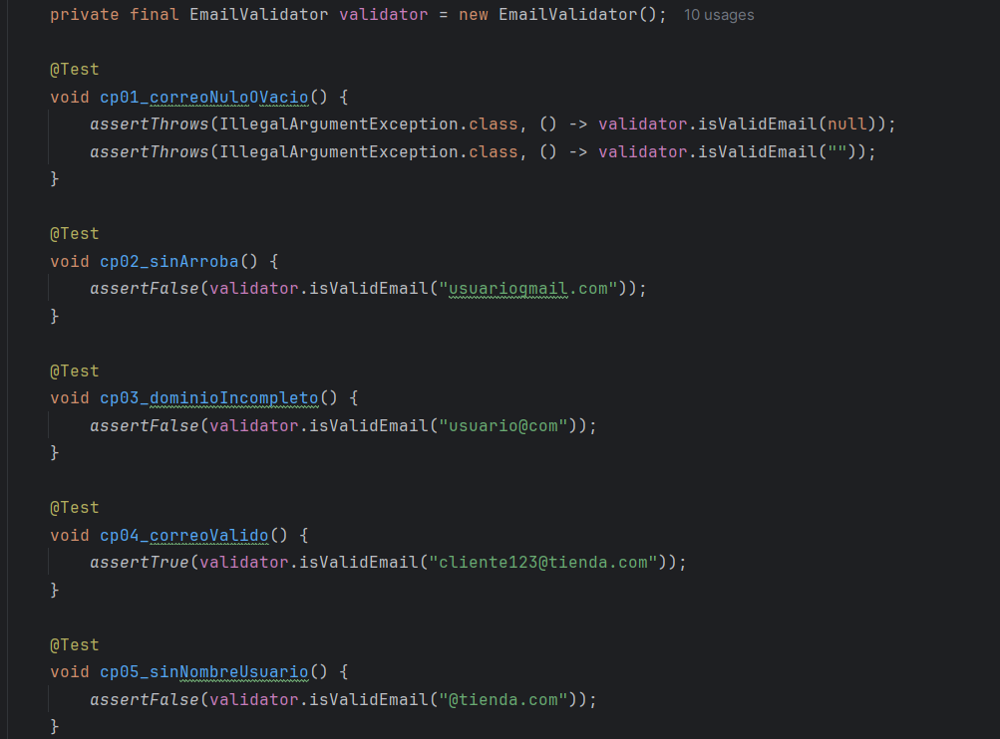 private final EmailValidator validator = new EmailValidator(); 10 usages
@Test
void cp01_correoNuloOVacio() {
assertThrows(IllegalArgumentException.class, () -> validator.isValidEmail(null));
assertThrows(IllegalArgumentException.class, () -> validator.isValidEmail(""));
}
@Test
void cp02_sinArroba() {
assertFalse(validator.isValidEmail("usuarioqmail.com"));
}
@Test
void cp03_dominioIncompleto() {
assertFalse(validator.isValidEmail("usuario@com"));
}
@Test
void cp04_correoValido() {
assertTrue(validator.isValidEmail("cliente123@tienda.com"));
}
@Test
void cp05_sinNombreUsuario() {
assertFalse(validator.isValidEmail("@tienda.com"));
}